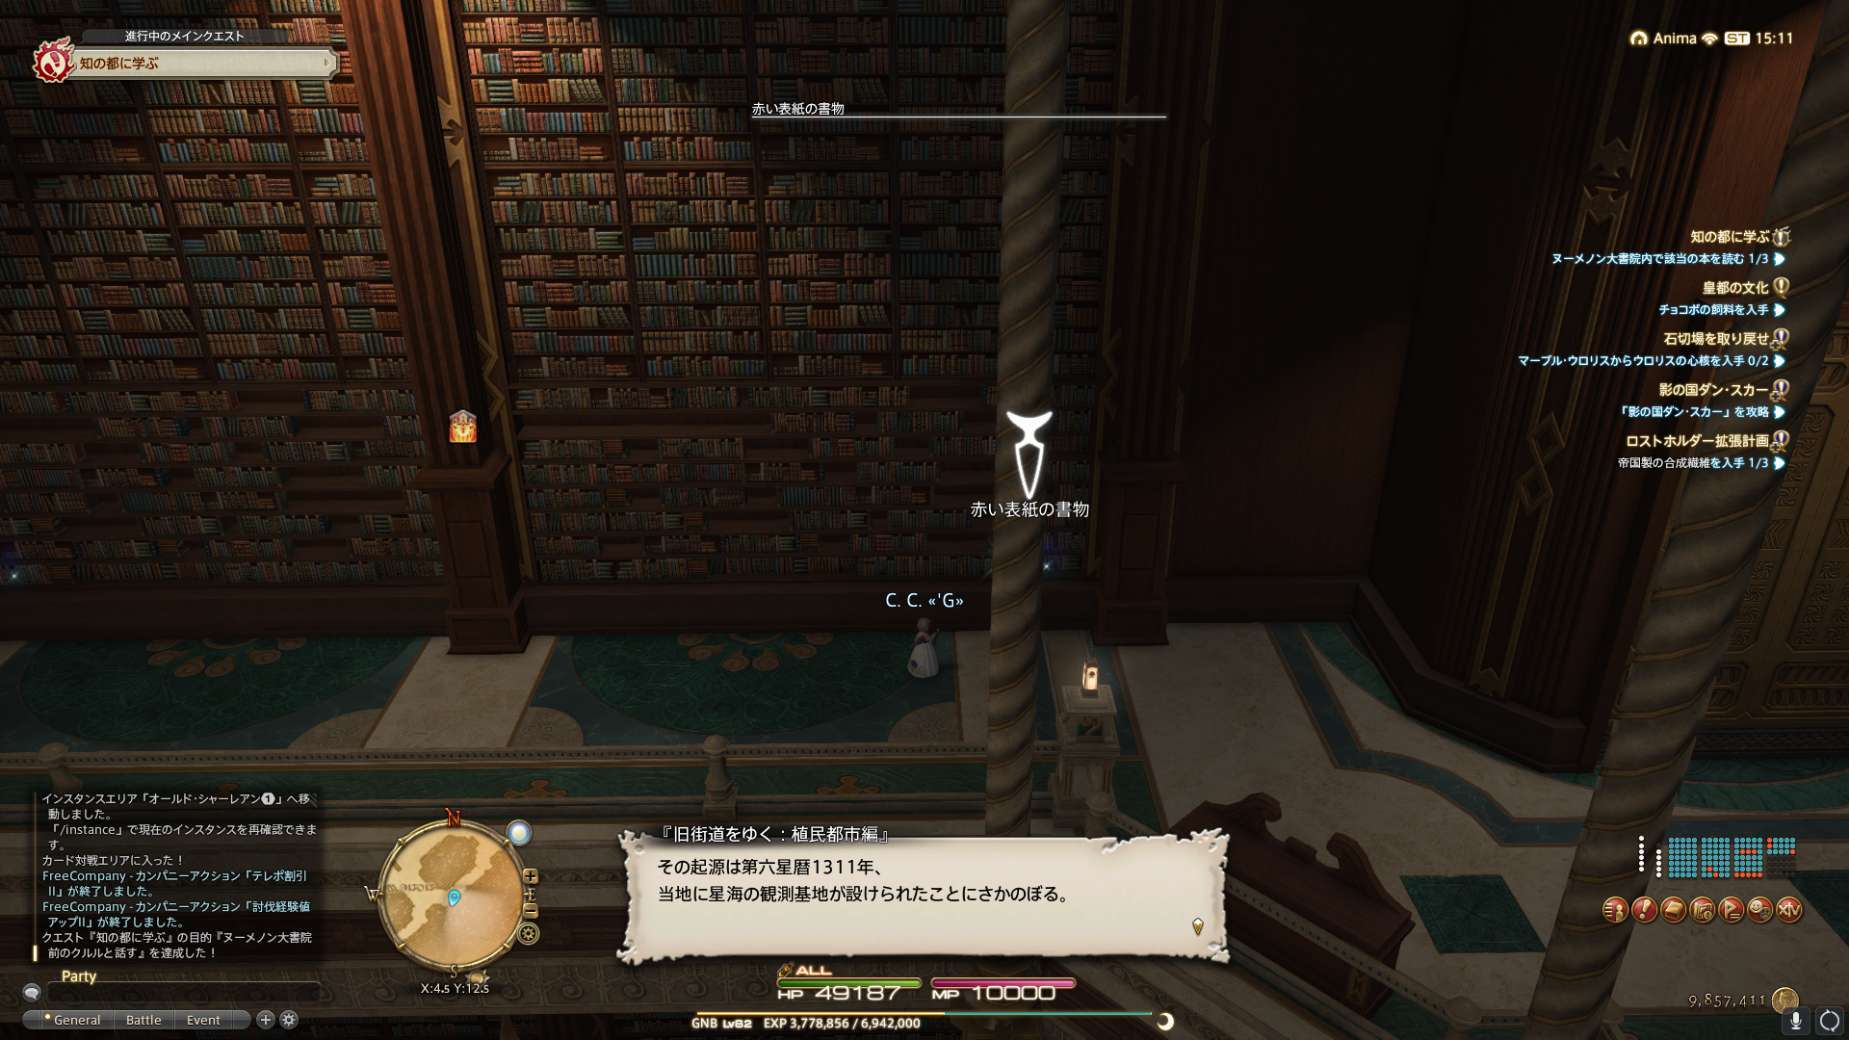 進行中のメインクエスト
知の都に学ぶ
赤い表紙の書物
Anima ST 15:11
知の都に学ぶ
ヌーメノン大書院内で該当の本を読む 1/3
皇都の文化
チョコボの飼料を入手
石切場を取り戻せ
マーブル・ウロリスからウロリスの心核を入手 0/2
影の国ダン・スカー
「影の国ダン・スカー」を攻略
ロストホルダー拡張計画
帝国製の合成繊維を入手 1/3
赤い表紙の書物
C. C. «'G»
インスタンスエリア「オールド・シャーレアン1」へ移
動しました。
「/instance」で現在のインスタンスを再確認できま
す。
カード対戦エリアに入った！
FreeCompany - カンパニーアクション「テレポ割引
II」が終了しました。
FreeCompany - カンパニーアクション「討伐経験値
アップII」が終了しました。
クエスト『知の都に学ぶ』の目的『ヌーメノン大書院
前のクルルと話す』を達成した！
Party
General Battle Event
N
W
E
S
X:4.5 Y:12.5
『旧街道をゆく：植民都市編』
その起源は第六星暦1311年、
当地に星海の観測基地が設けられたことにさかのぼる。
ALL
HP 49187 MP 10000
GNB Lv82 EXP 3,778,856 / 6,942,000
XIV
9,857,411